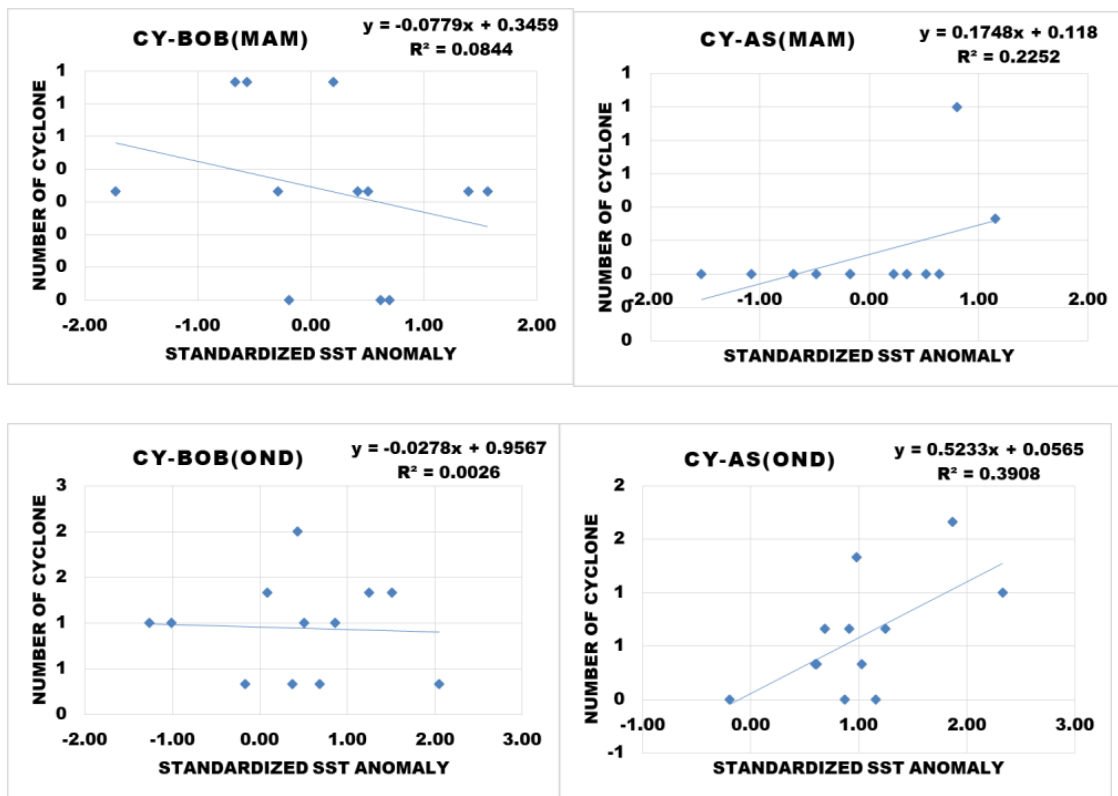 CY-BOB(MAM)
y = -0.0779x + 0.3459
R² = 0.0844
NUMBER OF CYCLONE
1
1
1
0
0
0
0
0
-2.00 -1.00 0.00 1.00 2.00
STANDARDIZED SST ANOMALY
CY-AS(MAM)
y = 0.1748x + 0.118
R² = 0.2252
NUMBER OF CYCLONE
1
1
1
1
0
0
0
0
0
-2.00 -1.00 0.00 1.00 2.00
STANDARDIZED SST ANOMALY
CY-BOB(OND)
y = -0.0278x + 0.9567
R² = 0.0026
NUMBER OF CYCLONE
3
2
2
1
1
0
-2.00 -1.00 0.00 1.00 2.00 3.00
STANDARDIZED SST ANOMALY
CY-AS(OND)
y = 0.5233x + 0.0565
R² = 0.3908
NUMBER OF CYCLONE
2
2
1
1
0
-1
-1.00 0.00 1.00 2.00 3.00
STANDARDIZED SST ANOMALY